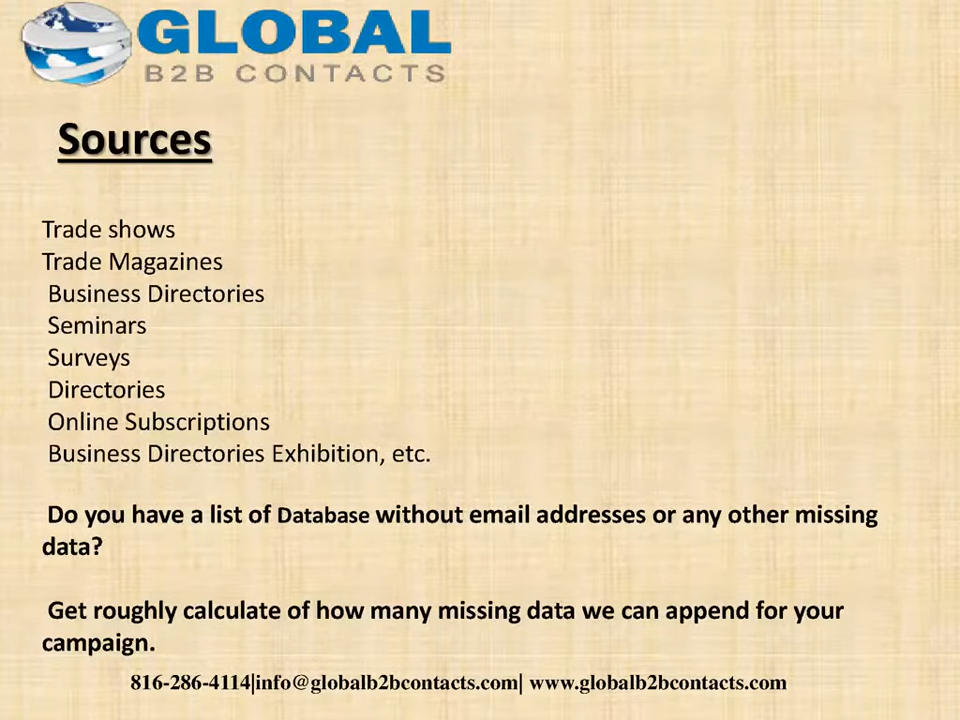 GLOBAL
B2B CONTACTS
Sources
Trade shows
Trade Magazines
Business Directories
Seminars
Surveys
Directories
Online Subscriptions
Business Directories Exhibition, etc.
Do you have a list of Database without email addresses or any other missing
data?
Get roughly calculate of how many missing data we can append for your
campaign.
816-286-4114|info@globalb2bcontacts.com| www.globalb2bcontacts.com